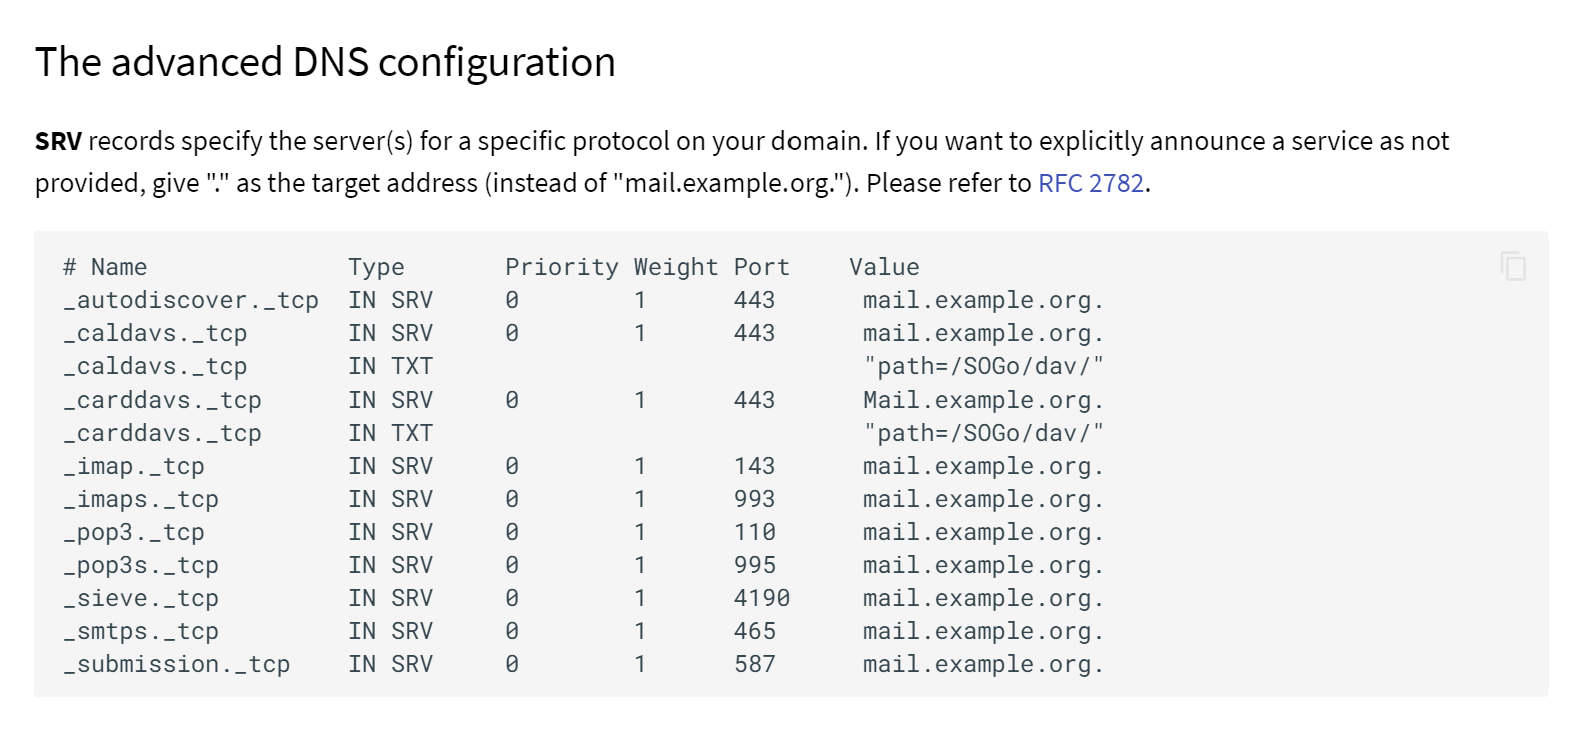 The advanced DNS configuration
SRV records specify the server(s) for a specific protocol on your domain. If you want to explicitly announce a service as not
provided, give "." as the target address (instead of "mail.example.org."). Please refer to RFC 2782.
# Name Type Priority Weight Port Value
_autodiscover._tcp IN SRV 0 1 443 mail.example.org.
_caldavs._tcp IN SRV 0 1 443 mail.example.org.
_caldavs._tcp IN TXT "path=/SOGo/dav/"
_carddavs._tcp IN SRV 0 1 443 Mail.example.org.
_carddavs._tcp IN TXT "path=/SOGo/dav/"
_imap._tcp IN SRV 0 1 143 mail.example.org.
_imaps._tcp IN SRV 0 1 993 mail.example.org.
_pop3._tcp IN SRV 0 1 110 mail.example.org.
_pop3s._tcp IN SRV 0 1 995 mail.example.org.
_sieve._tcp IN SRV 0 1 4190 mail.example.org.
_smtps._tcp IN SRV 0 1 465 mail.example.org.
_submission._tcp IN SRV 0 1 587 mail.example.org.